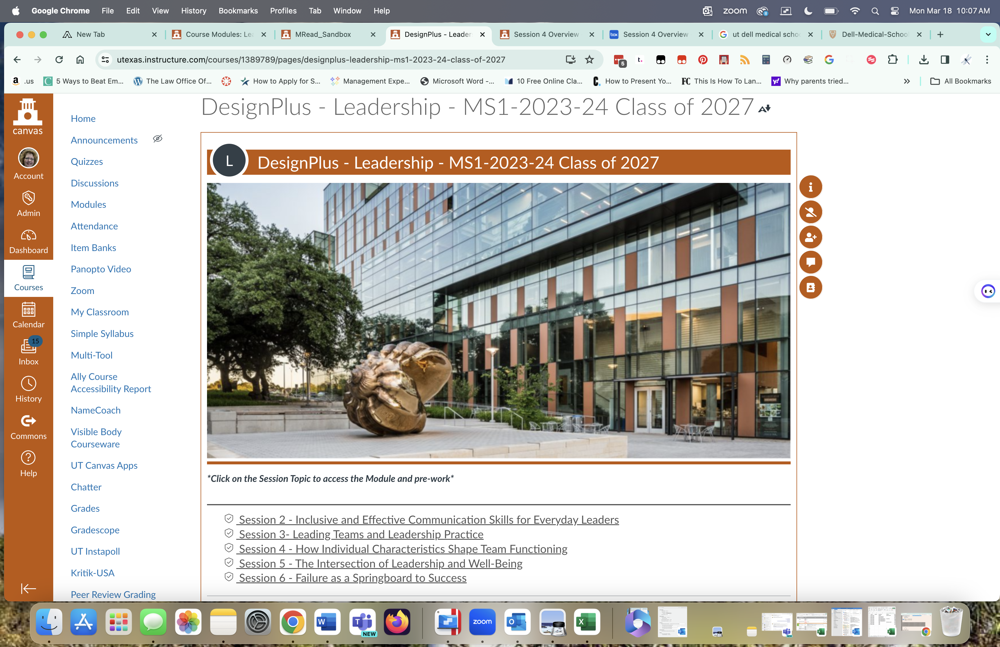 Google Chrome File Edit View History Bookmarks Profiles Tab Window Help zoom Mon Mar 18 10:07 AM
New Tab Course Modules: Lea MRead_Sandbox DesignPlus - Leader Session 4 Overview box Session 4 Overview ut dell medical schoo Dell-Medical-School
utexas.instructure.com/courses/1389789/pages/designplus-leadership-ms1-2023-24-class-of-2027 5 t.
.us 5 Ways to Beat Em... The Law Office Of... How to Apply for S... Management Expe... Microsoft Word -... 10 Free Online Cla... How to Present Yo... FC This Is How To Lan... Why parents tried... All Bookmarks
canvas
Account
Admin
Dashboard
Courses
Calendar
15
Inbox
History
Commons
Help
Home
Announcements
Quizzes
Discussions
Modules
Attendance
Item Banks
Panopto Video
Zoom
My Classroom
Simple Syllabus
Multi-Tool
Ally Course
Accessibility Report
NameCoach
Visible Body
Courseware
UT Canvas Apps
Chatter
Grades
Gradescope
UT Instapoll
Kritik-USA
Peer Review Grading
DesignPlus - Leadership - MS1-2023-24 Class of 2027
L DesignPlus - Leadership - MS1-2023-24 Class of 2027
*Click on the Session Topic to access the Module and pre-work*
Session 2 - Inclusive and Effective Communication Skills for Everyday Leaders
Session 3- Leading Teams and Leadership Practice
Session 4 - How Individual Characteristics Shape Team Functioning
Session 5 - The Intersection of Leadership and Well-Being
Session 6 - Failure as a Springboard to Success
W T NEW zoom O X